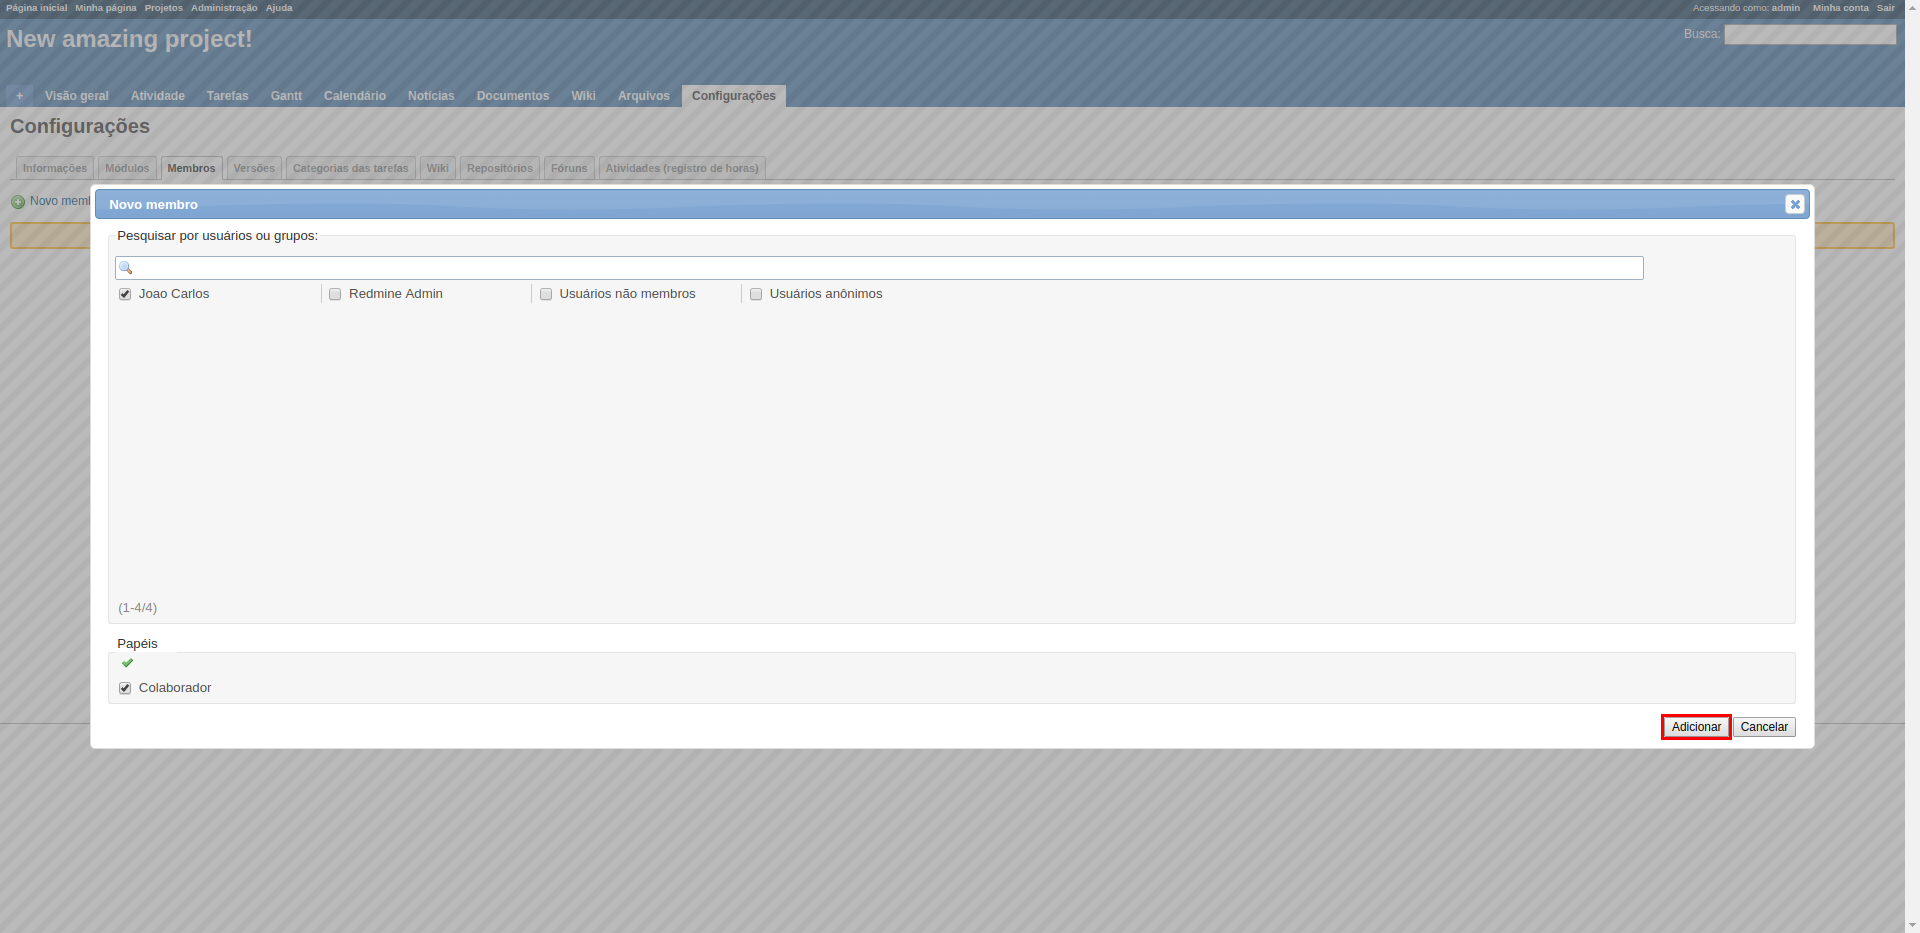 Página inicial Minha página Projetos Administração Ajuda Acessando como: admin Minha conta Sair
New amazing project! Busca:
+ Visão geral Atividade Tarefas Gantt Calendário Notícias Documentos Wiki Arquivos Configurações
Configurações
Informações Módulos Membros Versões Categorias das tarefas Wiki Repositórios Fóruns Atividades (registro de horas)
Novo
Novo membro
Pesquisar por usuários ou grupos:
Joao Carlos Redmine Admin Usuários não membros Usuários anônimos
(1-4/4)
Papéis
Colaborador
Adicionar Cancelar